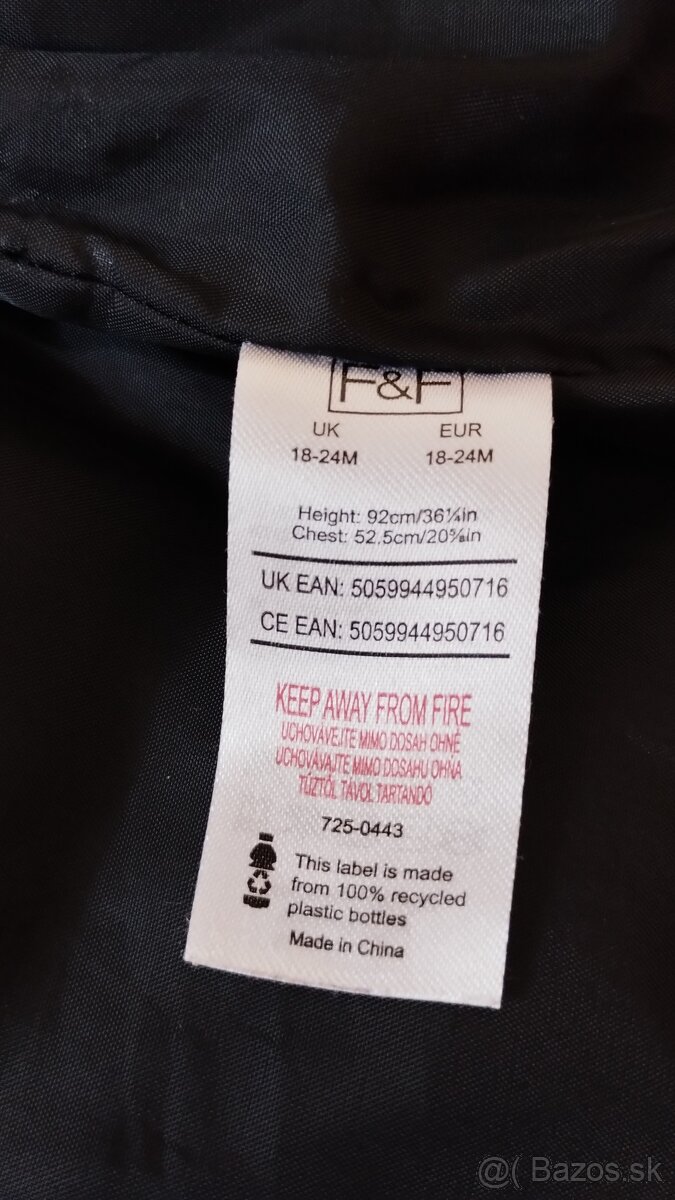 F&F
UK EUR
18-24M 18-24M
Height: 92cm/36¼in
Chest: 52.5cm/20⅝in
UK EAN: 5059944950716
CE EAN: 5059944950716
KEEP AWAY FROM FIRE
UCHOVÁVEJTE MIMO DOSAH OHNĚ
UCHOVÁVAJTE MIMO DOSAHU OHŇA
TŰZTŐL TÁVOL TARTANDÓ
725-0443
This label is made
from 100% recycled
plastic bottles
Made in China
@( Bazos.sk